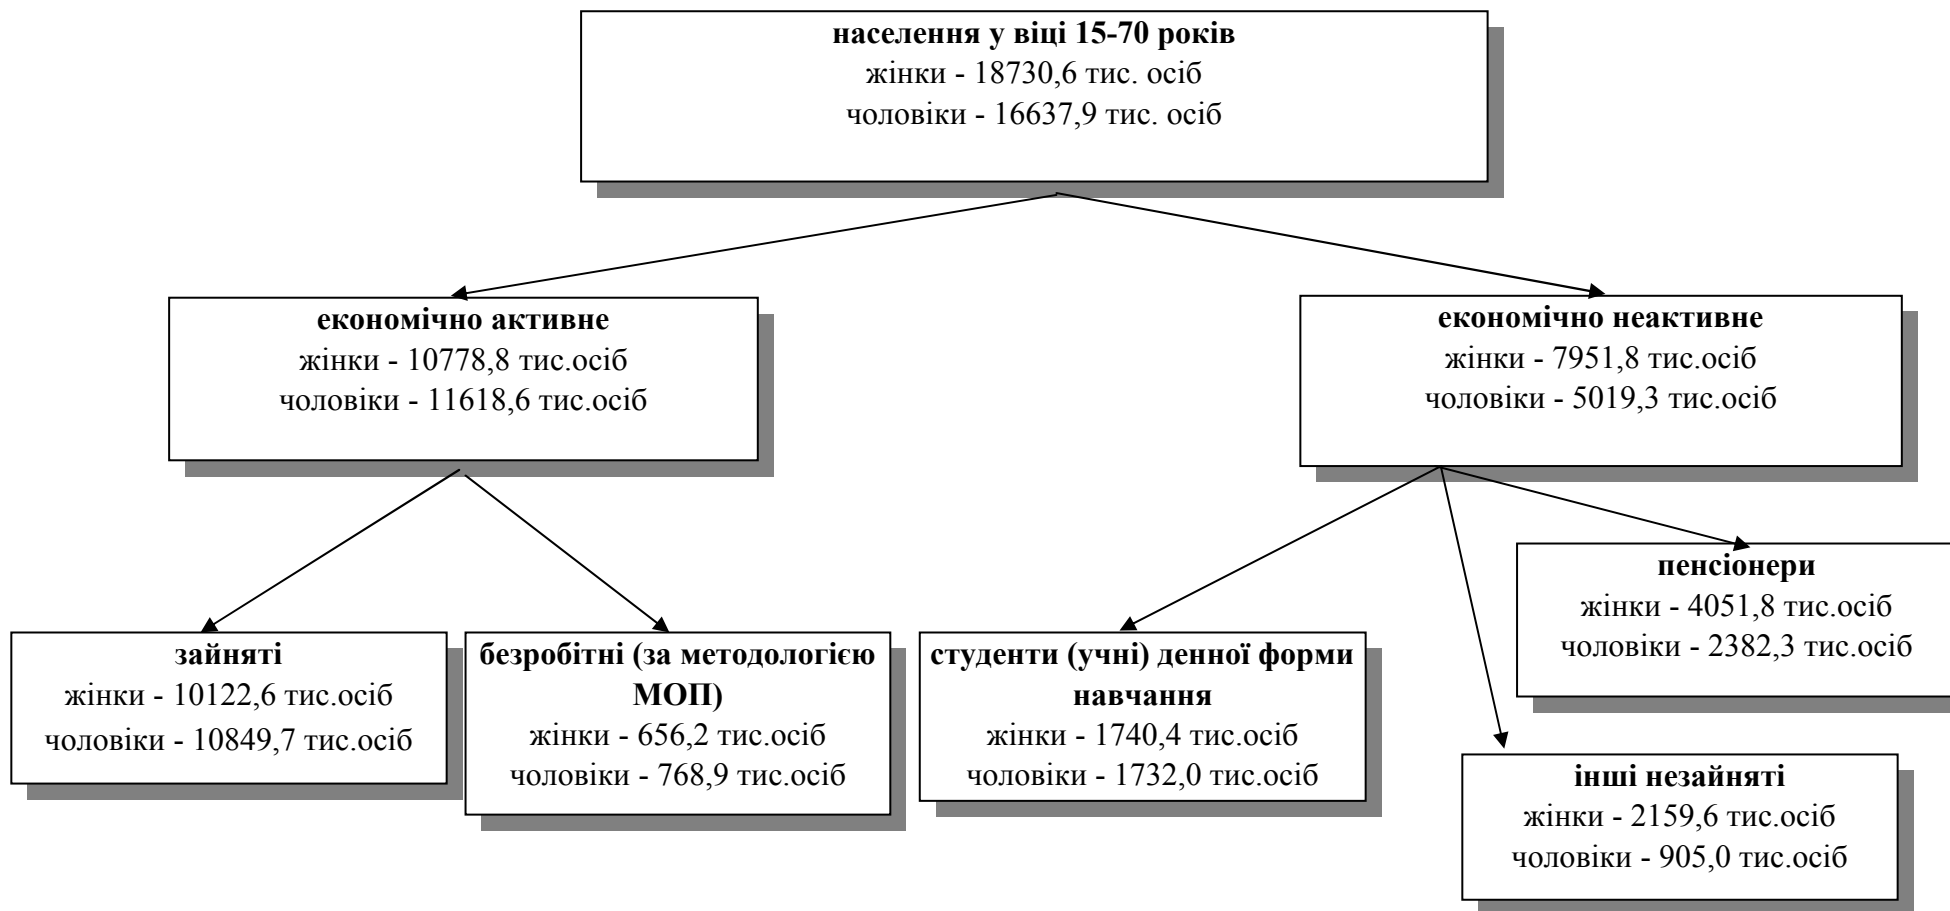 населення у віці 15-70 років
жінки - 18730,6 тис. осіб
чоловіки - 16637,9 тис. осіб
економічно активне
жінки - 10778,8 тис.осіб
чоловіки - 11618,6 тис.осіб
економічно неактивне
жінки - 7951,8 тис.осіб
чоловіки - 5019,3 тис.осіб
зайняті
жінки - 10122,6 тис.осіб
чоловіки - 10849,7 тис.осіб
безробітні (за методологією
МОП)
жінки - 656,2 тис.осіб
чоловіки - 768,9 тис.осіб
студенти (учні) денної форми
навчання
жінки - 1740,4 тис.осіб
чоловіки - 1732,0 тис.осіб
пенсіонери
жінки - 4051,8 тис.осіб
чоловіки - 2382,3 тис.осіб
інші незайняті
жінки - 2159,6 тис.осіб
чоловіки - 905,0 тис.осіб